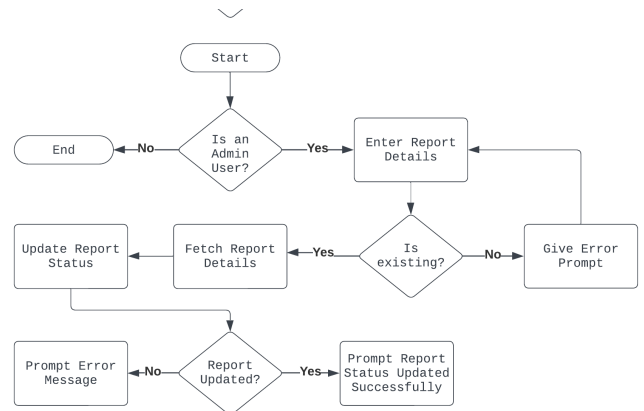 Start
Is an
Admin
User?
No
End
Yes
Enter Report
Details
Is
existing?
No
Give Error
Prompt
Yes
Fetch Report
Details
Update Report
Status
Report
Updated?
No
Prompt Error
Message
Yes
Prompt Report
Status Updated
Successfully